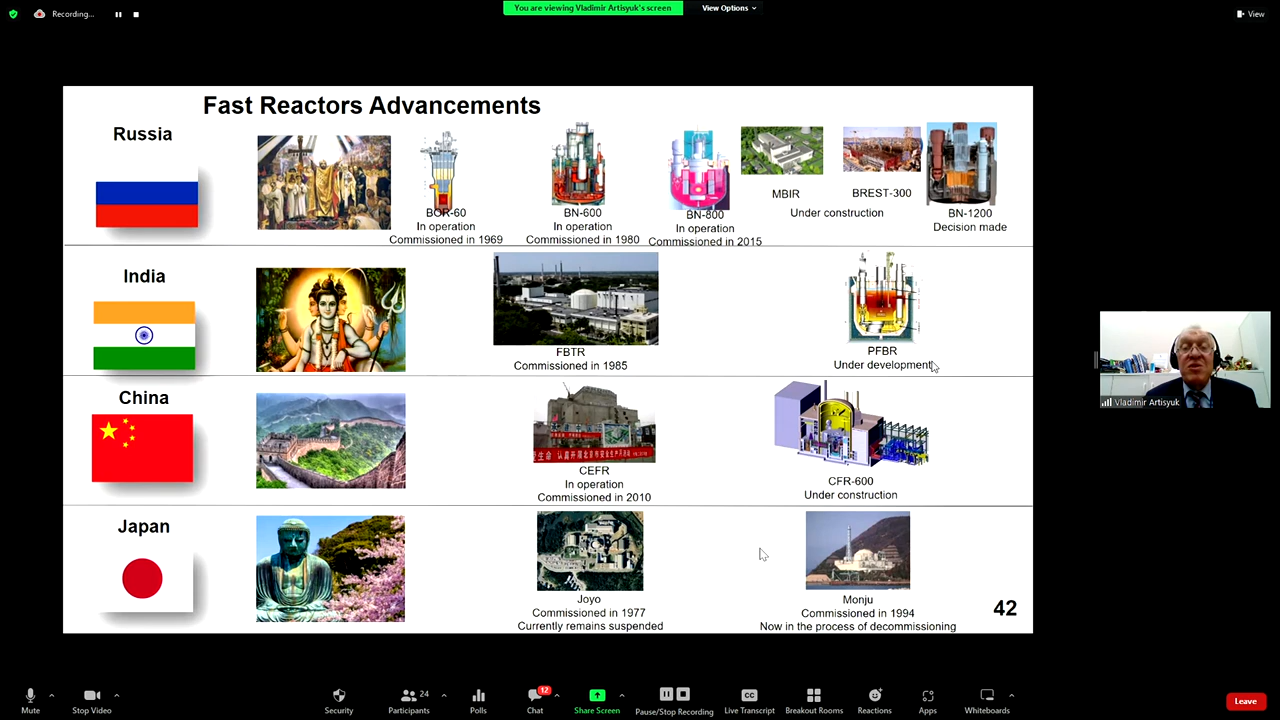 Recording...
You are viewing Vladimir Artisyuk's screen
View Options
View
Fast Reactors Advancements
Russia
BOR-60
In operation
Commissioned in 1969
BN-600
In operation
Commissioned in 1980
BN-800
In operation
Commissioned in 2015
MBIR
BREST-300
Under construction
BN-1200
Decision made
India
FBTR
Commissioned in 1985
PFBR
Under development
China
CEFR
In operation
Commissioned in 2010
CFR-600
Under construction
Japan
Joyo
Commissioned in 1977
Currently remains suspended
Monju
Commissioned in 1994
Now in the process of decommissioning
42
Vladimir Artisyuk
Mute
Stop Video
Security
24
Participants
Polls
12
Chat
Share Screen
Pause/Stop Recording
CC
Live Transcript
Breakout Rooms
Reactions
Apps
Whiteboards
Leave